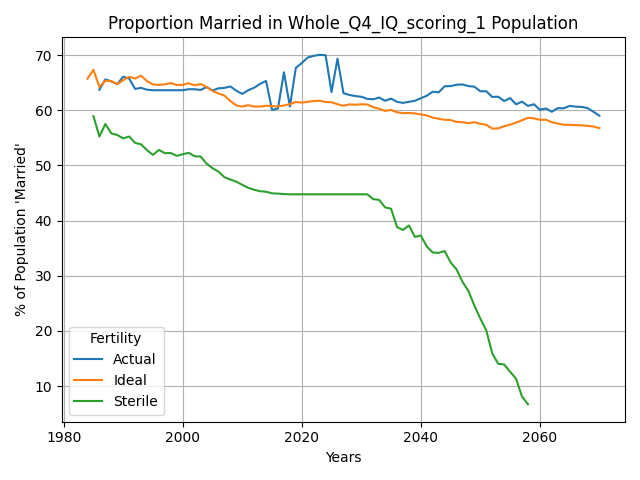 Proportion Married in Whole_Q4_IQ_scoring_1 Population
% of Population 'Married'
70
60
50
40
30
20
10
Fertility
Actual
Ideal
Sterile
1980
2000
2020
2040
2060
Years